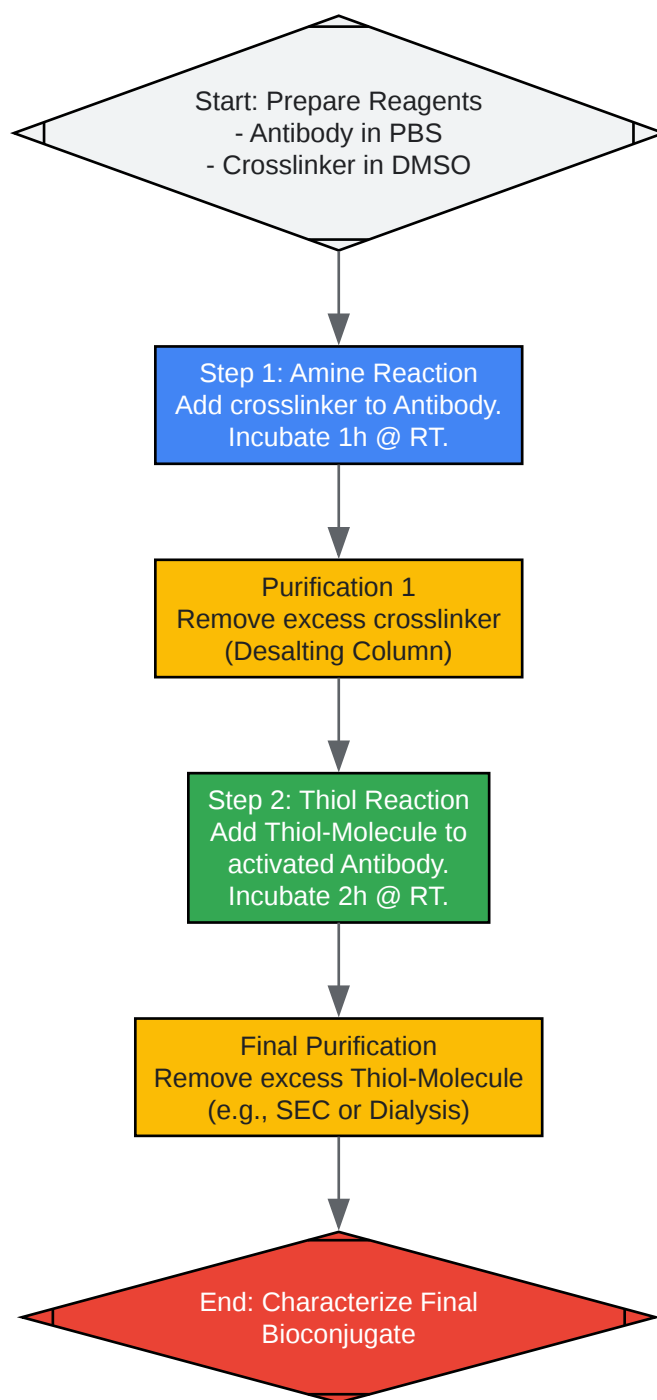 Start: Prepare Reagents
- Antibody in PBS
- Crosslinker in DMSO
Step 1: Amine Reaction
Add crosslinker to Antibody.
Incubate 1h @ RT.
Purification 1
Remove excess crosslinker
(Desalting Column)
Step 2: Thiol Reaction
Add Thiol-Molecule to
activated Antibody.
Incubate 2h @ RT.
Final Purification
Remove excess Thiol-Molecule
(e.g., SEC or Dialysis)
End: Characterize Final
Bioconjugate